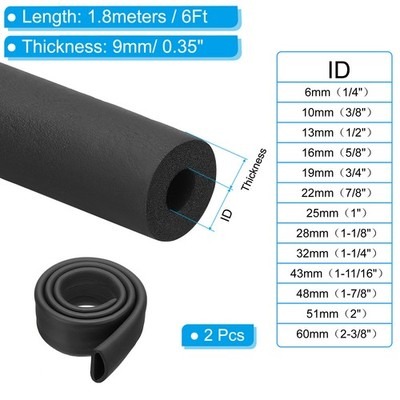 Length: 1.8meters / 6Ft
Thickness: 9mm/ 0.35"
ID
6mm（1/4"）
10mm（3/8"）
13mm（1/2"）
16mm（5/8"）
19mm（3/4"）
22mm（7/8"）
25mm（1"）
28mm（1-1/8"）
32mm（1-1/4"）
43mm（1-11/16"）
48mm（1-7/8"）
51mm（2"）
60mm（2-3/8"）
Thickness
ID
2 Pcs